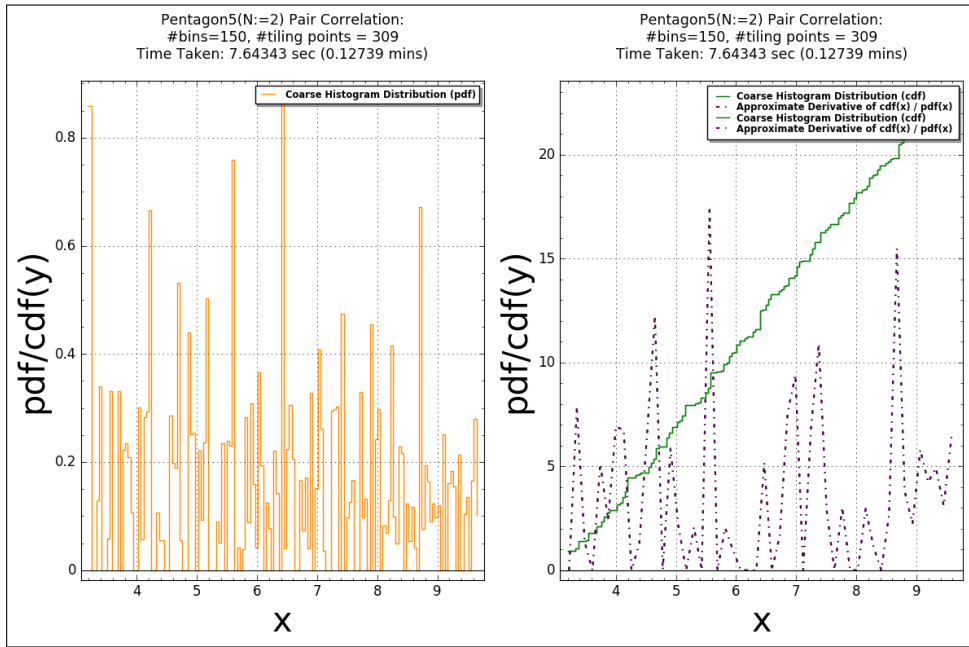 Pentagon5(N:=2) Pair Correlation:
#bins=150, #tiling points = 309
Time Taken: 7.64343 sec (0.12739 mins)
Coarse Histogram Distribution (pdf)
pdf/cdf(y)
0.8
0.6
0.4
0.2
0
4
5
6
7
8
9
x
Pentagon5(N:=2) Pair Correlation:
#bins=150, #tiling points = 309
Time Taken: 7.64343 sec (0.12739 mins)
Coarse Histogram Distribution (cdf)
Approximate Derivative of cdf(x) / pdf(x)
Coarse Histogram Distribution (cdf)
Approximate Derivative of cdf(x) / pdf(x)
pdf/cdf(y)
20
15
10
5
0
4
5
6
7
8
9
x